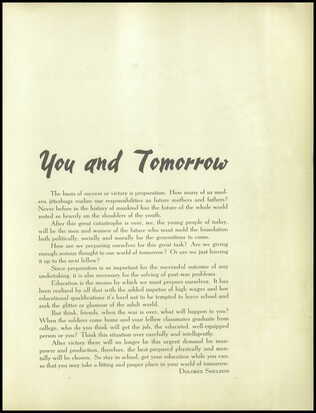 You and Tomorrow
The basis of success or victory is preparation. How many of us mod-
ern jitterbugs realize our responsibilities as future mothers and fathers?
Never before in the history of mankind has the future of the whole world
rested so heavily on the shoulders of the youth.
After this great catastrophe is over, we, the young people of today,
will be the men and women of the future who must mold the foundation
both politically, socially and morally for the generations to come.
How are we preparing ourselves for this great task? Are we giving
enough serious thought to our world of tomorrow? Or are we just leaving
it up to the next fellow?
Since preparation is so important for the successful outcome of any
undertaking, it is also necessary for the solving of post-war problems.
Education is the means by which we must prepare ourselves. It has
been realized by all that with the added impetus of high wages and low
educational qualifications it's hard not to be tempted to leave school and
seek the glitter or glamour of the adult world.
But think, friends, when the war is over, what will happen to you?
When the soldiers come home and your fellow classmates graduate from
college, who do you think will get the job, the educated, well-equipped
person or you? Think this situation over carefully and intelligently.
After victory there will no longer be this urgent demand for man-
power and production, therefore, the best-prepared physically and men-
tally will be chosen. So stay in school, get your education while you can,
so that you may take a fitting and proper place in your world of tomorrow.
Dolores Shelton